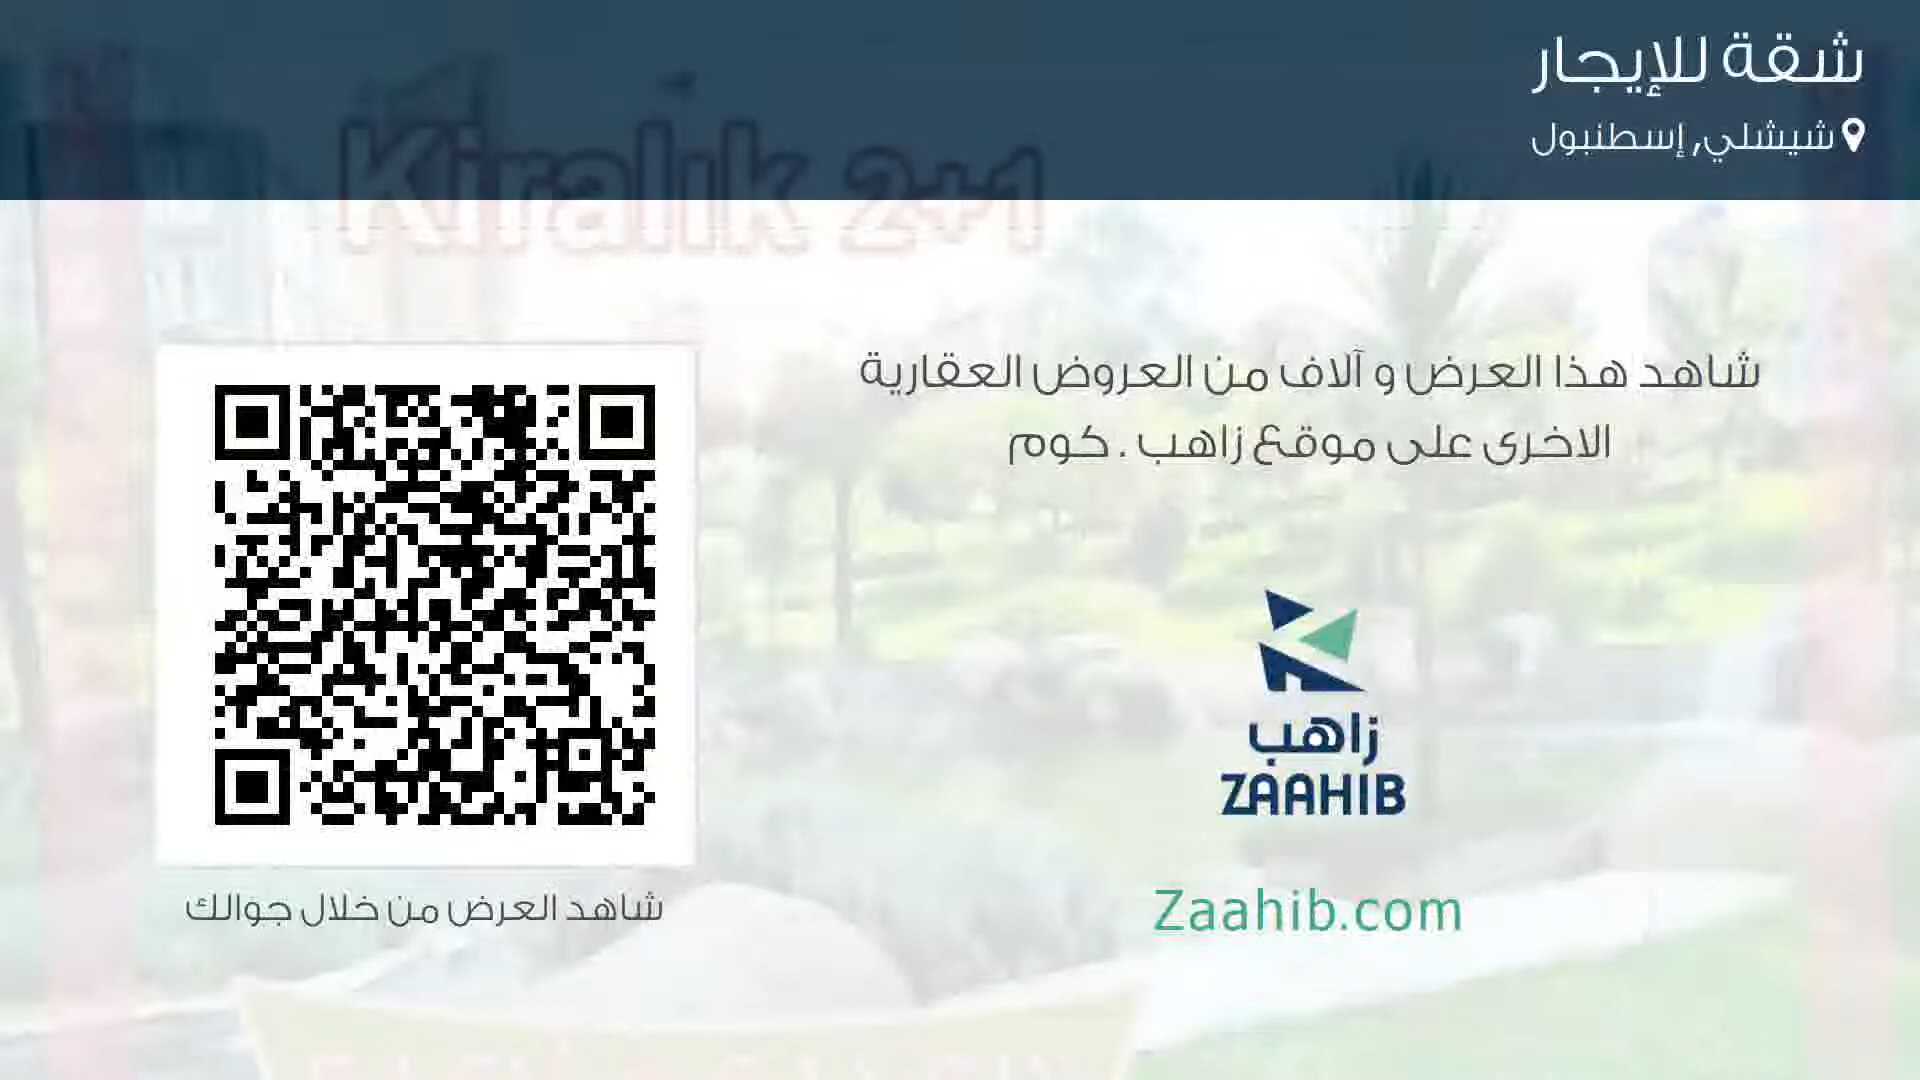 شقة للإيجار
شيشلي, إسطنبول
Kiralık 2+1
شاهد هذا العرض و آلاف من العروض العقارية
الاخرى على موقع زاهب . كوم
زاهب
ZAAHIB
Zaahib.com
شاهد العرض من خلال جوالك